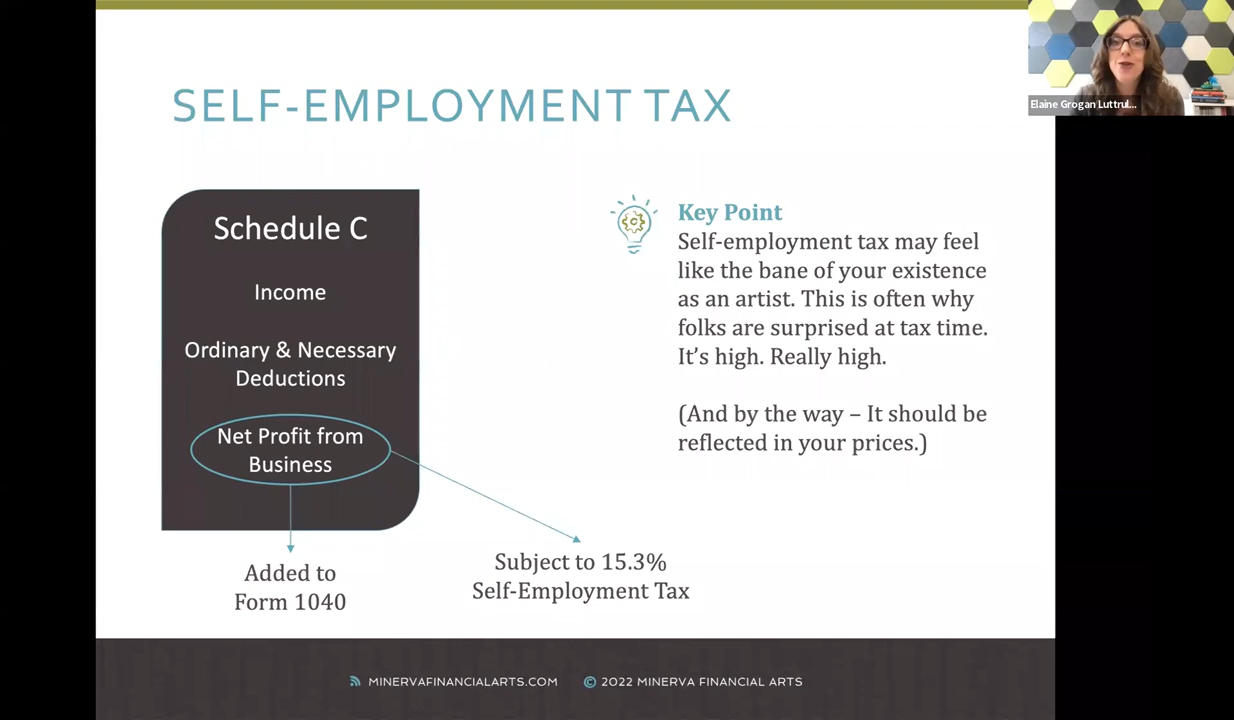 SELF-EMPLOYMENT TAX
Elaine Grogan Luttrul...
Schedule C
Income
Ordinary & Necessary
Deductions
Net Profit from
Business
Added to
Form 1040
Subject to 15.3%
Self-Employment Tax
Key Point
Self-employment tax may feel
like the bane of your existence
as an artist. This is often why
folks are surprised at tax time.
It's high. Really high.
(And by the way – It should be
reflected in your prices.)
MINERVAFINANCIALARTS.COM © 2022 MINERVA FINANCIAL ARTS